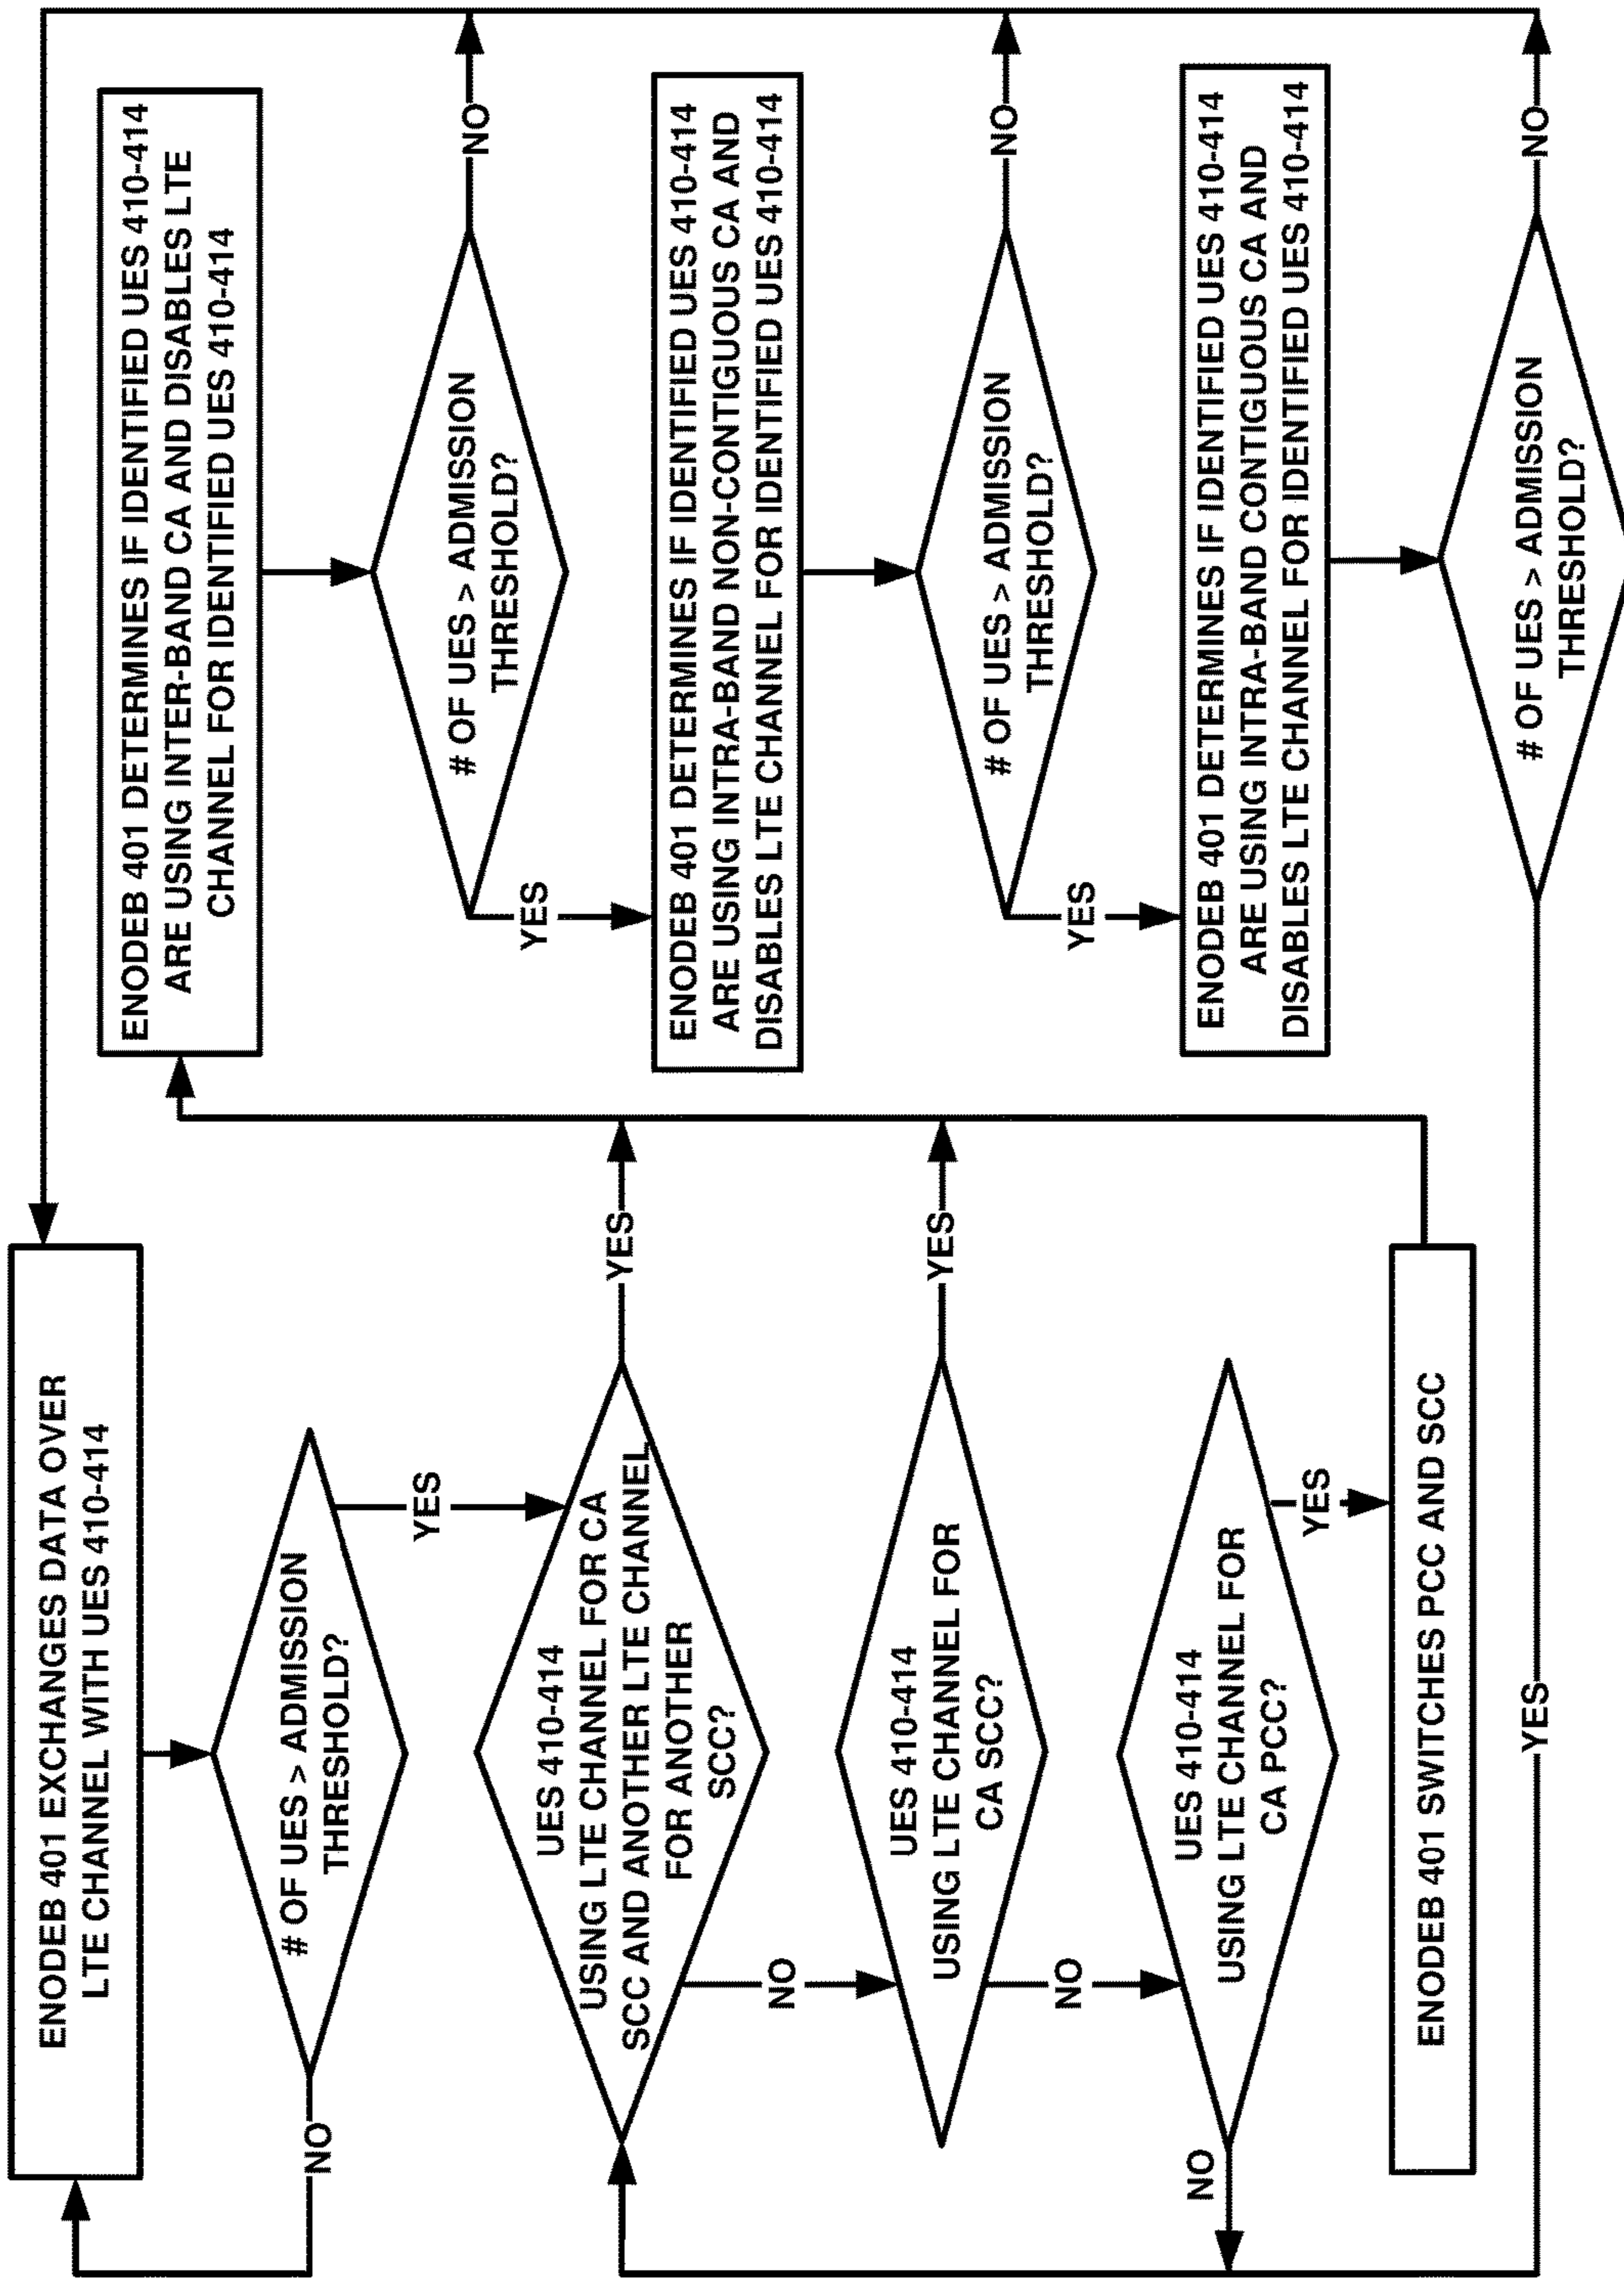 ENODEB 401 EXCHANGES DATA OVER
LTE CHANNEL WITH UES 410-414
# OF UES > ADMISSION
THRESHOLD?
NO
YES
UES 410-414
USING LTE CHANNEL FOR CA
SCC AND ANOTHER LTE CHANNEL
FOR ANOTHER
SCC?
YES
NO
UES 410-414
USING LTE CHANNEL FOR
CA SCC?
YES
NO
UES 410-414
USING LTE CHANNEL FOR
CA PCC?
NO
YES
ENODEB 401 SWITCHES PCC AND SCC
ENODEB 401 DETERMINES IF IDENTIFIED UES 410-414
ARE USING INTER-BAND CA AND DISABLES LTE
CHANNEL FOR IDENTIFIED UES 410-414
# OF UES > ADMISSION
THRESHOLD?
NO
YES
ENODEB 401 DETERMINES IF IDENTIFIED UES 410-414
ARE USING INTRA-BAND NON-CONTIGUOUS CA AND
DISABLES LTE CHANNEL FOR IDENTIFIED UES 410-414
# OF UES > ADMISSION
THRESHOLD?
NO
YES
ENODEB 401 DETERMINES IF IDENTIFIED UES 410-414
ARE USING INTRA-BAND CONTIGUOUS CA AND
DISABLES LTE CHANNEL FOR IDENTIFIED UES 410-414
# OF UES > ADMISSION
THRESHOLD?
NO
YES